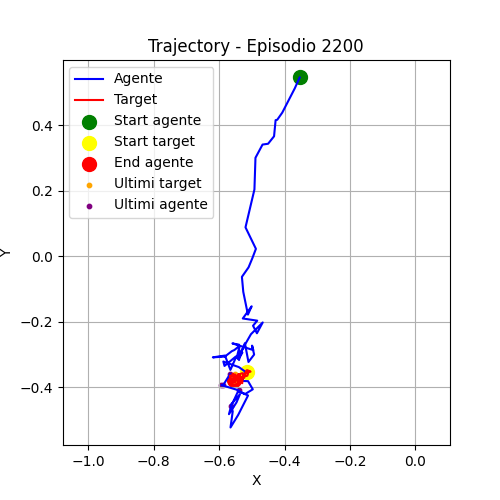 Trajectory - Episodio 2200
Agente
Target
Start agente
Start target
End agente
Ultimi target
Ultimi agente
0.4
0.2
0.0
−0.2
−0.4
Y
−1.0 −0.8 −0.6 −0.4 −0.2 0.0
X